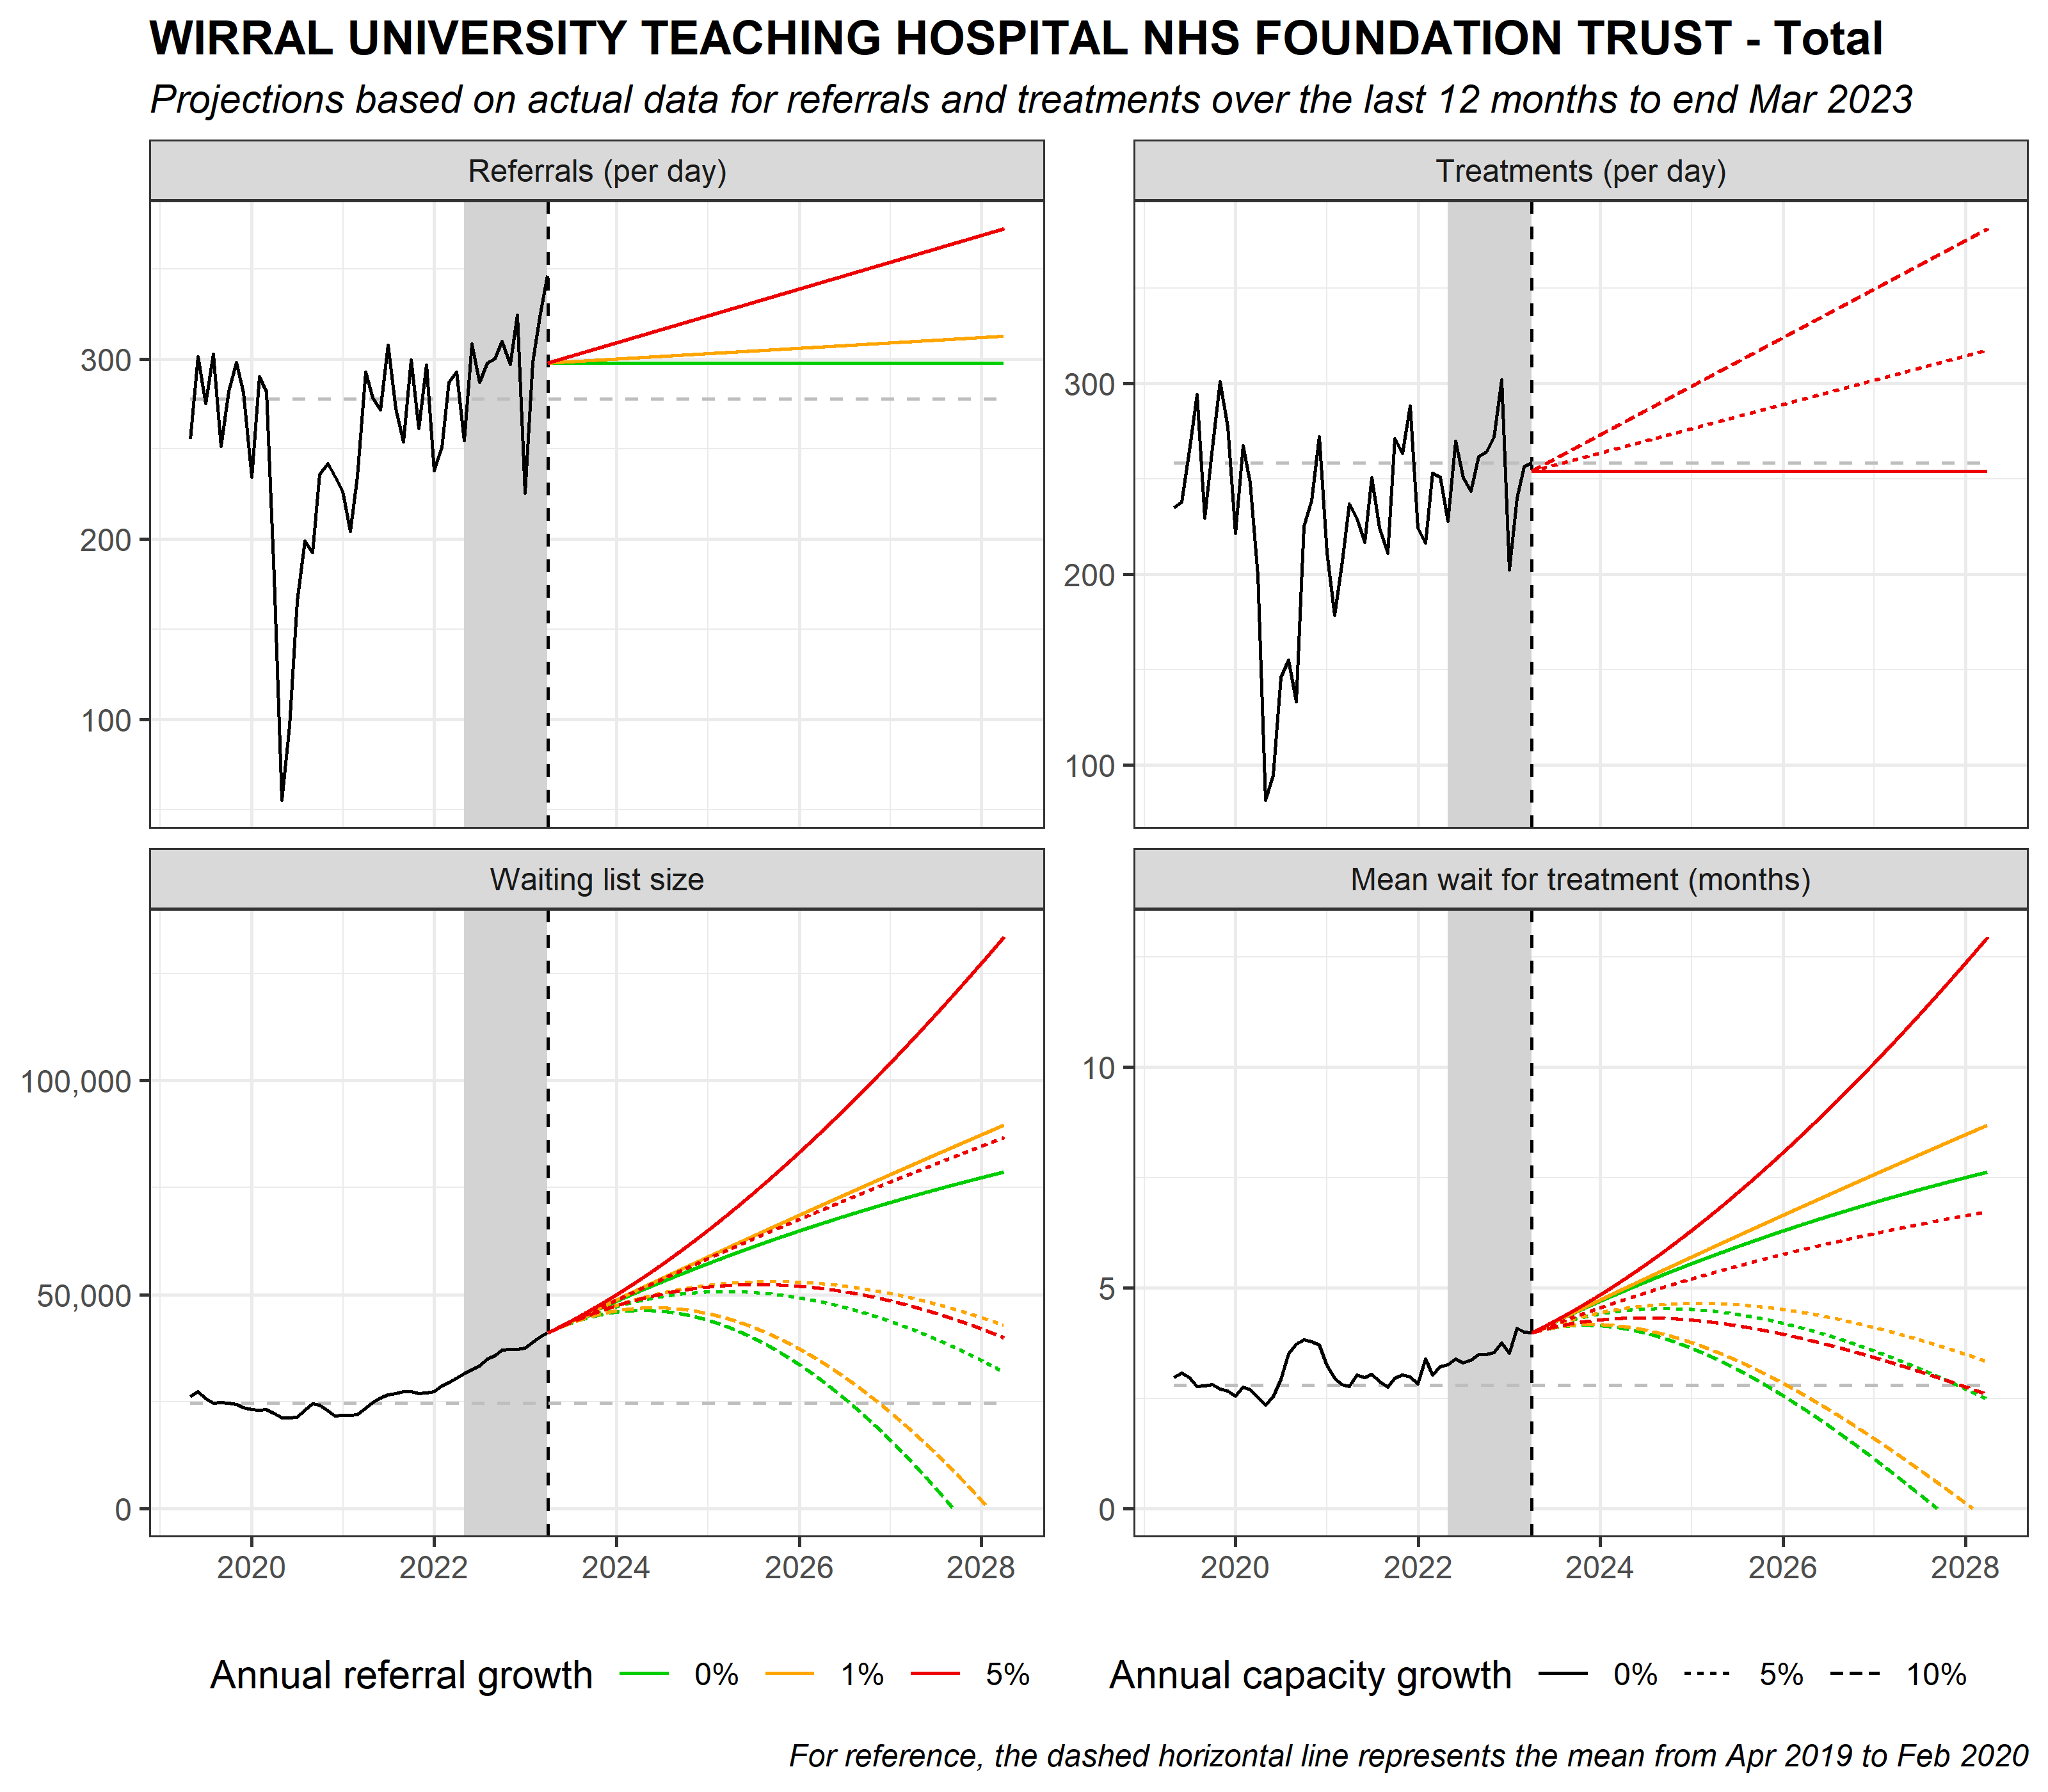 WIRRAL UNIVERSITY TEACHING HOSPITAL NHS FOUNDATION TRUST - Total
Projections based on actual data for referrals and treatments over the last 12 months to end Mar 2023
Referrals (per day)
300
200
100
Treatments (per day)
300
200
100
Waiting list size
100,000
50,000
0
2020 2022 2024 2026 2028
Mean wait for treatment (months)
10
5
0
2020 2022 2024 2026 2028
Annual referral growth 0% 1% 5%
Annual capacity growth 0% 5% 10%
For reference, the dashed horizontal line represents the mean from Apr 2019 to Feb 2020